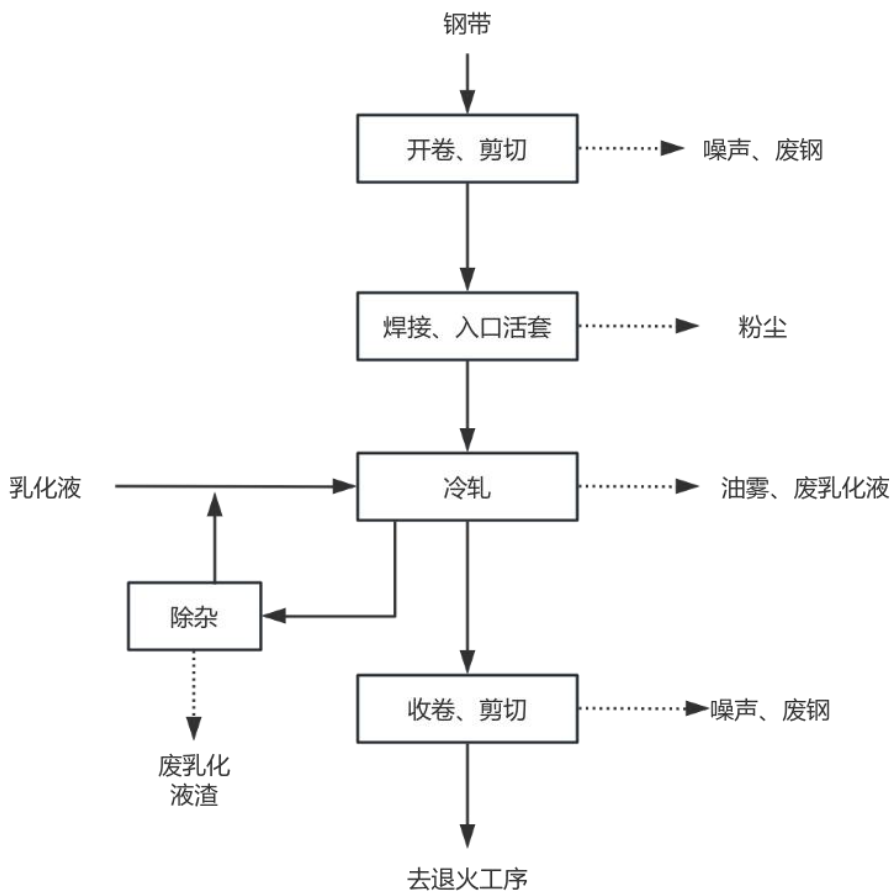 钢带
开卷、剪切
噪声、废钢
焊接、入口活套
粉尘
乳化液
冷轧
油雾、废乳化液
除杂
收卷、剪切
噪声、废钢
废乳化
液渣
去退火工序